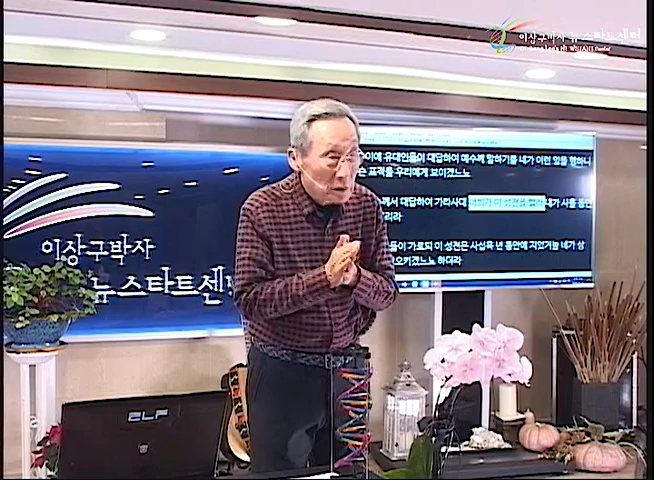 이상구박사 뉴스타트센터
이에 유대인들이 대답하여 예수께 말하기를 네가 이런 일을 행하니
표적을 우리에게 보이겠느뇨
께서 대답하여 가라사대 너희가 이 성전을 헐라 네가 사흘 동안
리라
들이 가로되 이 성전은 사십육 년 동안에 지었거늘 네가 삼
오키겠느뇨 하더라
이상구박사
뉴스타트센
ELF